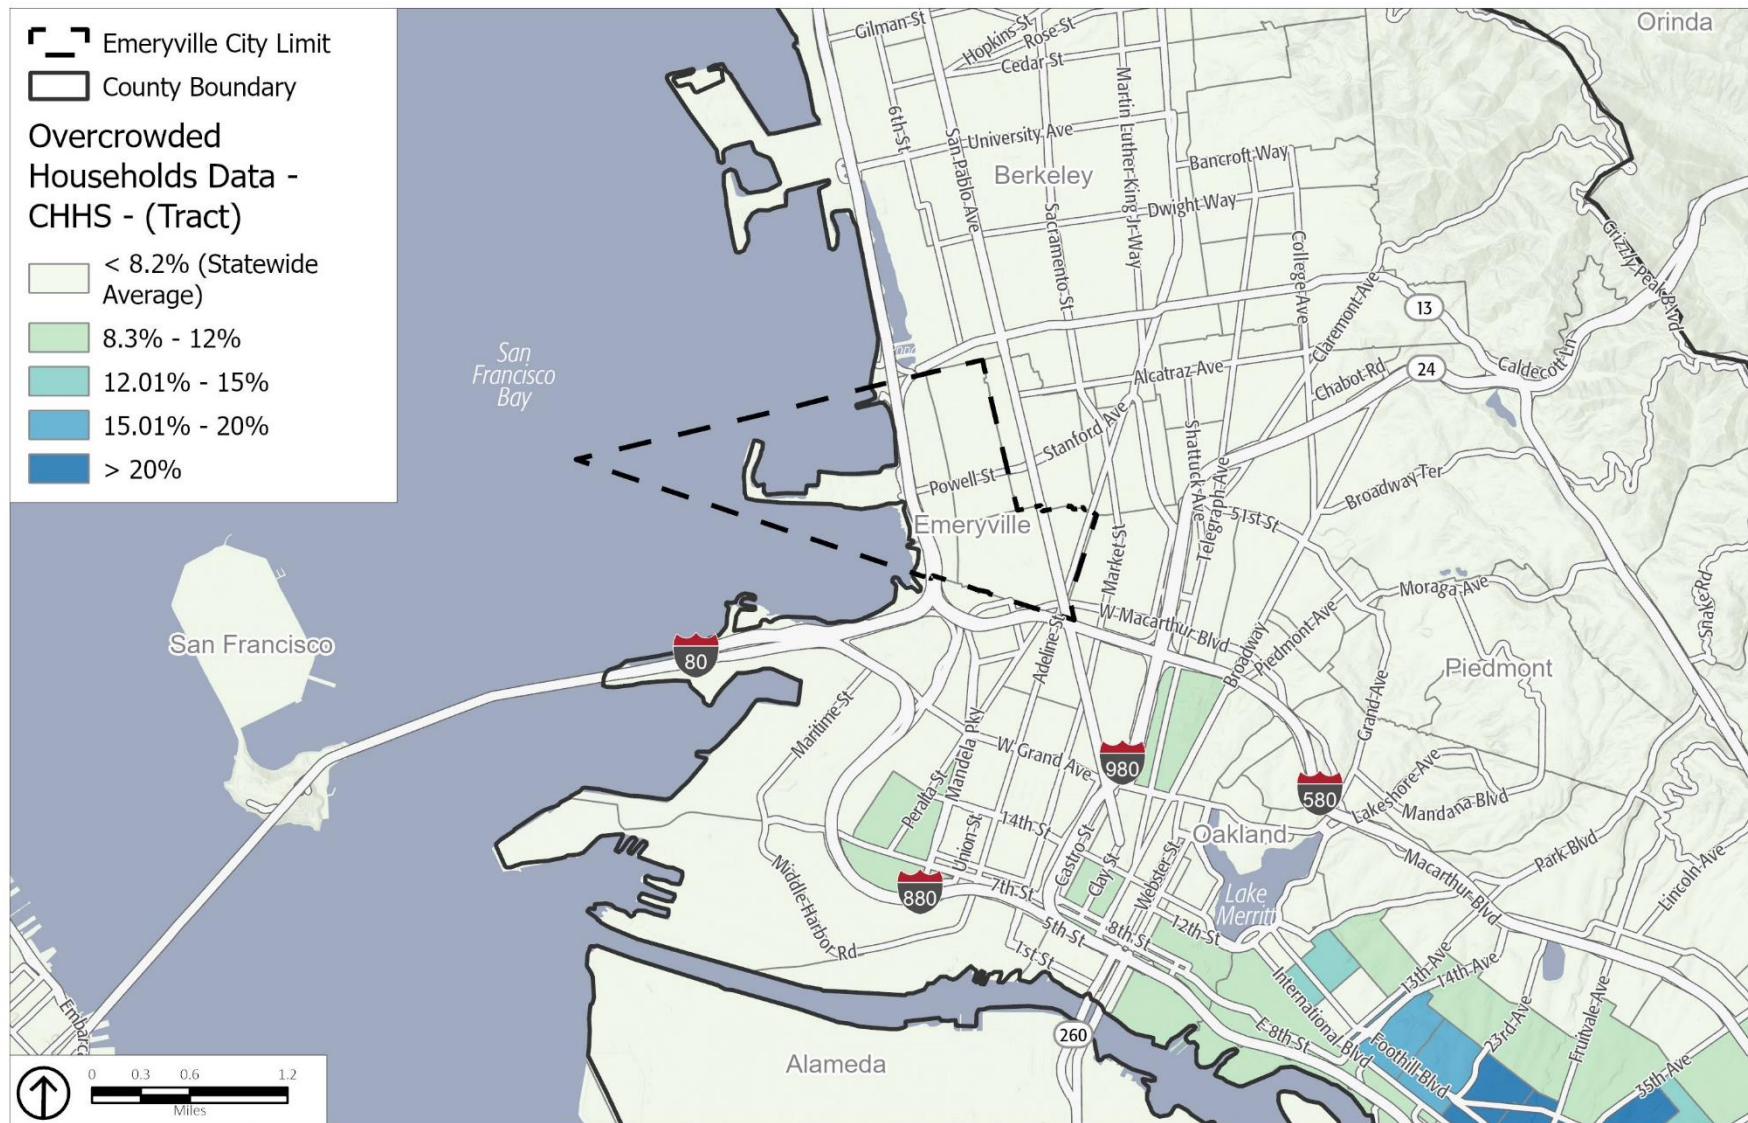 Emeryville City Limit
County Boundary
Overcrowded
Households Data -
CHHS - (Tract)
< 8.2% (Statewide
Average)
8.3% - 12%
12.01% - 15%
15.01% - 20%
> 20%
Orinda
Gilman St
Hopkins St
Rose St
Cedar St
6th St
San Pablo Ave
University Ave
Martin Luther King Jr Way
Bancroft Way
Berkeley
Sacramento St
Dwight Way
College Ave
Claremont Ave
Grizzly Peak Blvd
13
San
Francisco
Bay
Alcatraz Ave
Chabot Rd
24
Caldecott Ln
Stanford Ave
Shattuck Ave
Powell St
Telegraph Ave
Broadway Ter
Emeryville
51st St
Market St
Moraga Ave
Snake Rd
W Macarthur Blvd
San Francisco
80
Adeline St
Broadway
Piedmont Ave
Piedmont
Maritime St
Grand Ave
Mandela Pky
W Grand Ave
980
580
Lakeshore Ave
Mandana Blvd
Peralta St
14th St
Union St
Castro St
Clay St
Webster St
Oakland
Park Blvd
Macarthur Blvd
Lincoln Ave
Middle Harbor Rd
880
7th St
Lake
Merritt
5th St
8th St
12th St
1st St
13th Ave
14th Ave
International Blvd
23rd Ave
Fruitvale Ave
E 8th St
Foothill Blvd
35th Ave
260
Alameda
Embarca
0 0.3 0.6 1.2
Miles